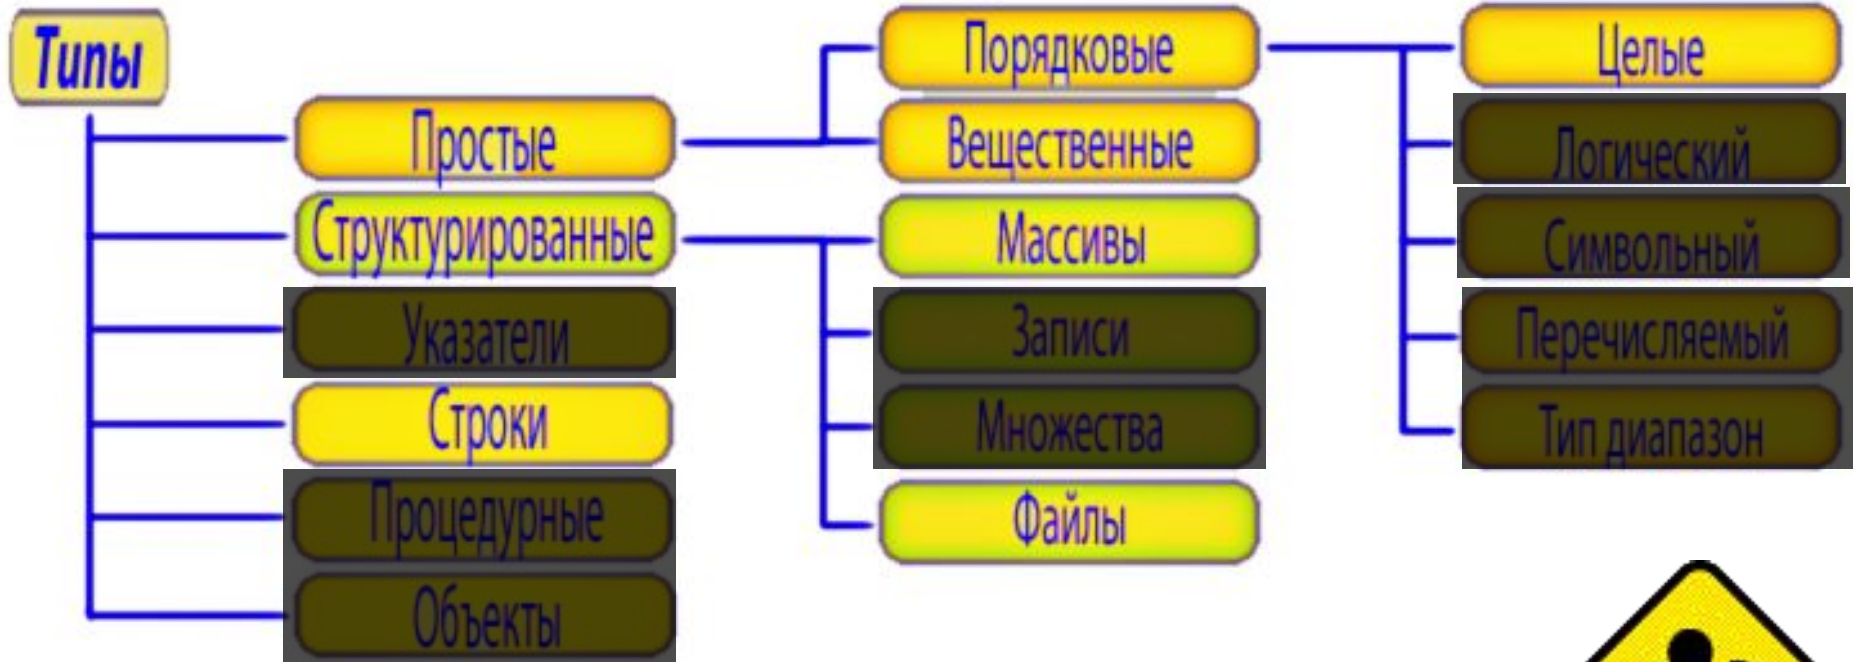 Типы
Простые
Структурированные
Указатели
Строки
Процедурные
Объекты
Порядковые
Вещественные
Массивы
Записи
Множества
Файлы
Целые
Логический
Символьный
Перечисляемый
Тип диапазон